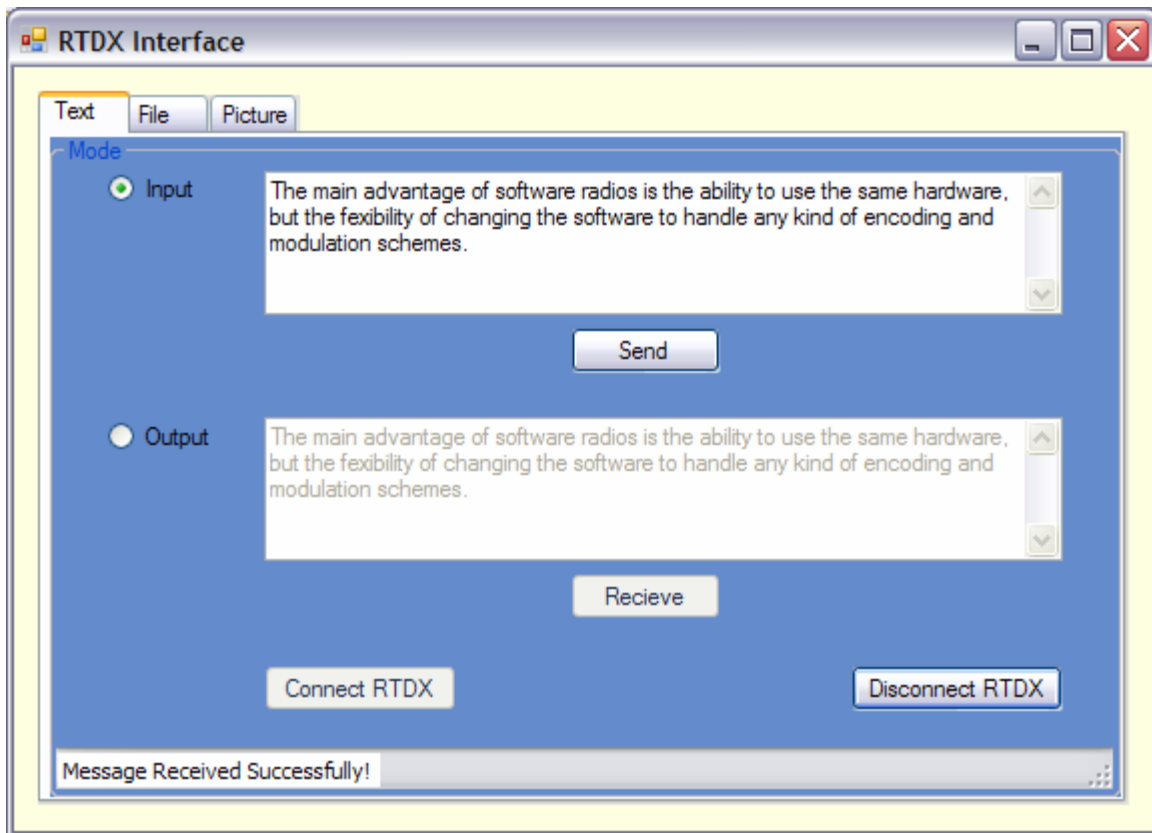 RTDX Interface
Text File Picture
Mode
Input
The main advantage of software radios is the ability to use the same hardware,
but the fexibility of changing the software to handle any kind of encoding and
modulation schemes.
Send
Output
The main advantage of software radios is the ability to use the same hardware,
but the fexibility of changing the software to handle any kind of encoding and
modulation schemes.
Recieve
Connect RTDX Disconnect RTDX
Message Received Successfully!